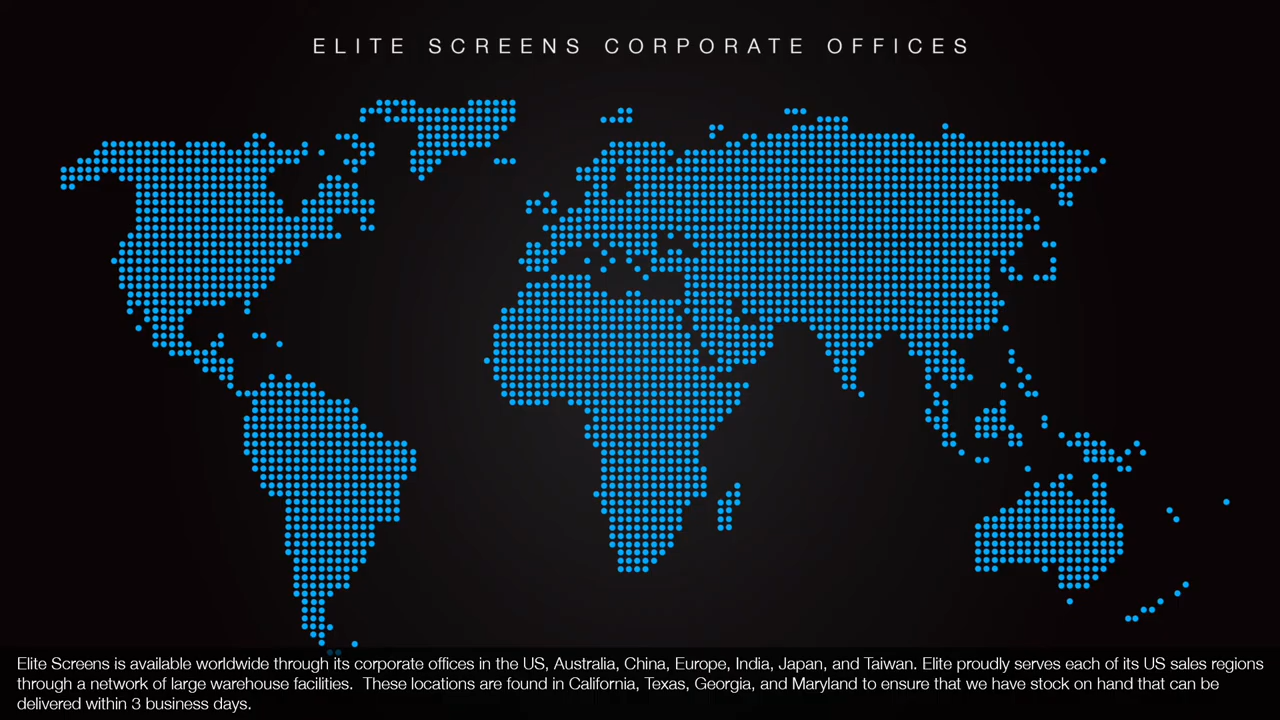 ELITE SCREENS CORPORATE OFFICES
Elite Screens is available worldwide through its corporate offices in the US, Australia, China, Europe, India, Japan, and Taiwan. Elite proudly serves each of its US sales regions
through a network of large warehouse facilities.  These locations are found in California, Texas, Georgia, and Maryland to ensure that we have stock on hand that can be
delivered within 3 business days.